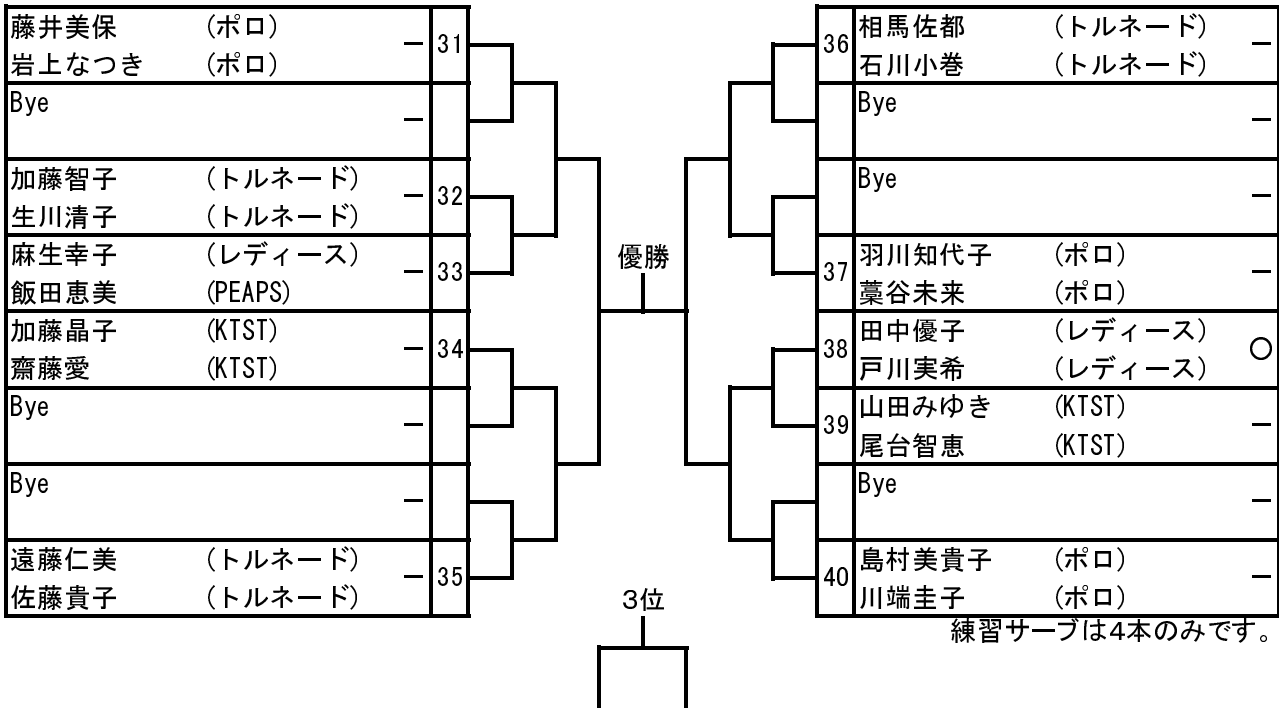 藤井美保 (ポロ) － 31
岩上なつき (ポロ)
Bye －
加藤智子 (トルネード) － 32
生川清子 (トルネード)
麻生幸子 (レディース) － 33
飯田恵美 (PEAPS)
加藤晶子 (KTST) － 34
齋藤愛 (KTST)
Bye －
Bye －
遠藤仁美 (トルネード) － 35
佐藤貴子 (トルネード)
優勝
3位
36 相馬佐都 (トルネード) －
石川小巻 (トルネード)
Bye －
Bye －
37 羽川知代子 (ポロ) －
藁谷未来 (ポロ)
38 田中優子 (レディース) ○
戸川実希 (レディース)
39 山田みゆき (KTST) －
尾台智恵 (KTST)
Bye －
40 島村美貴子 (ポロ) －
川端圭子 (ポロ)
練習サーブは4本のみです。